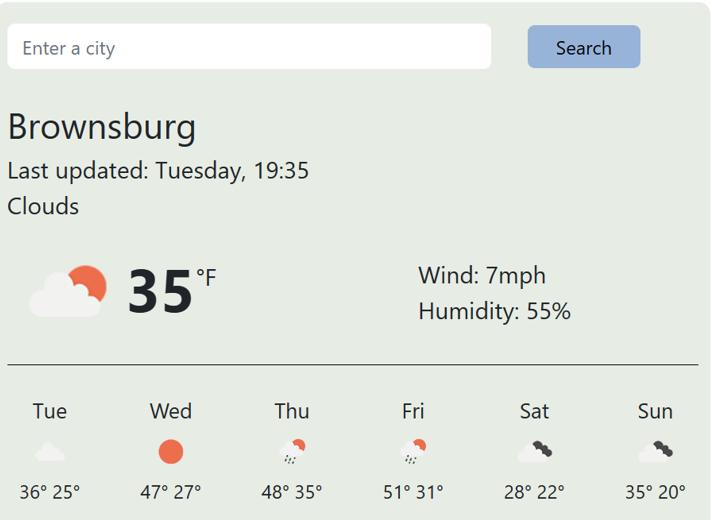 Enter a city Search
Brownsburg
Last updated: Tuesday, 19:35
Clouds
35 °F
Wind: 7mph
Humidity: 55%
Tue Wed Thu Fri Sat Sun
36° 25° 47° 27° 48° 35° 51° 31° 28° 22° 35° 20°